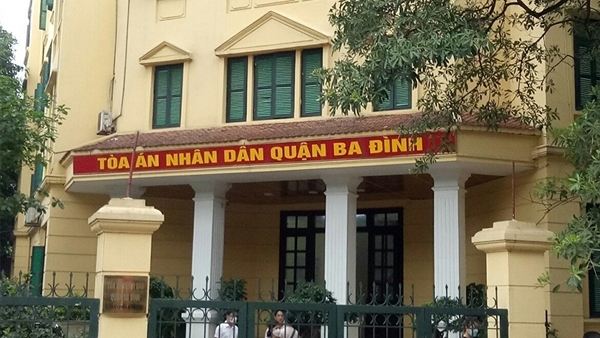 TÒA ÁN NHÂN DÂN QUẬN BA ĐÌNH